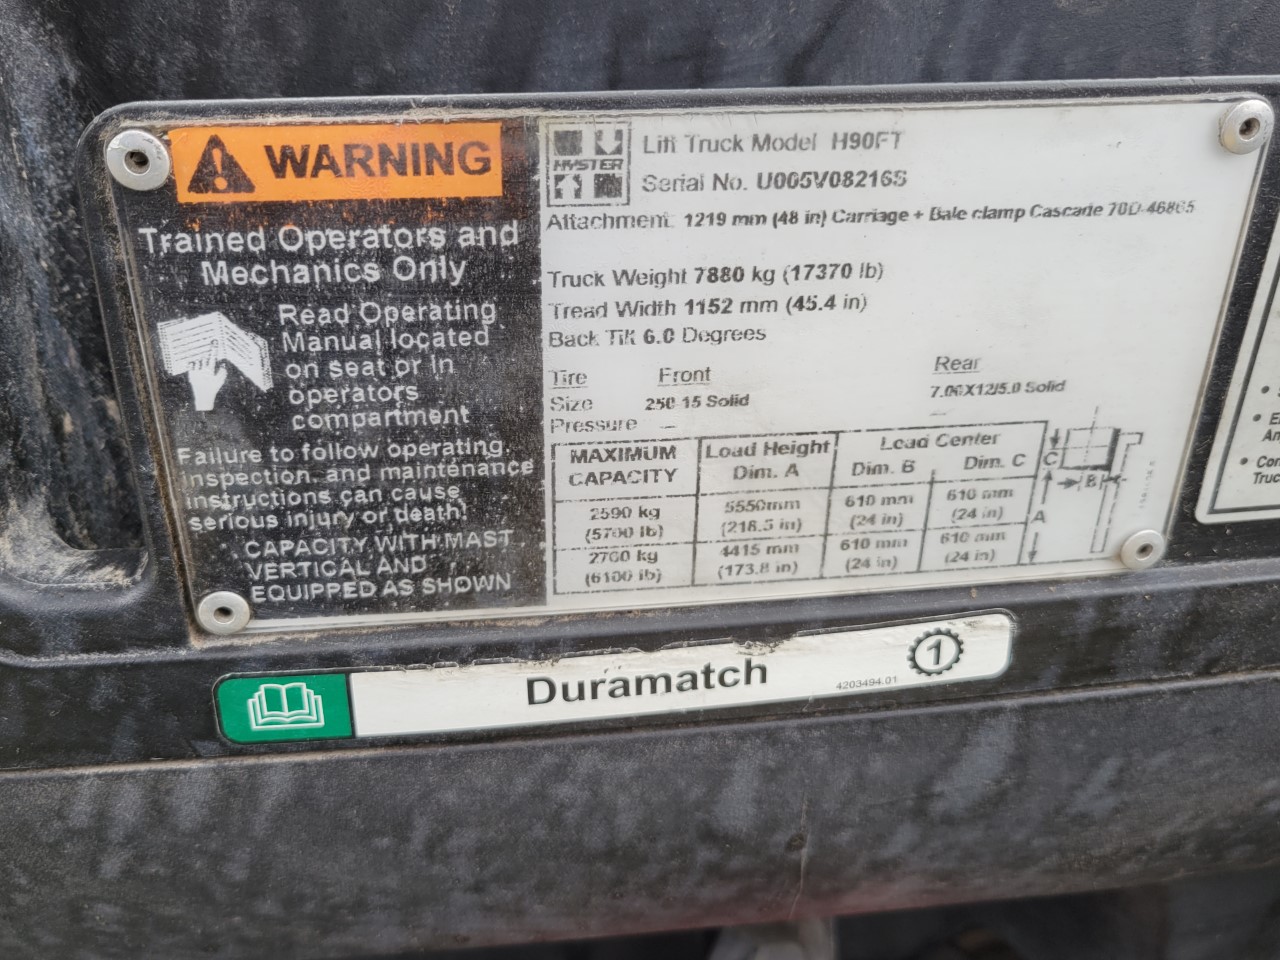 WARNING
Trained Operators and
Mechanics Only
Read Operating
Manual located
on seat or in
operators
compartment
Failure to follow operating,
inspection and maintenance
instructions can cause
serious injury or death!
CAPACITY WITH MAST
VERTICAL AND
EQUIPPED AS SHOWN
HYSTER
Lift Truck Model H90FT
Serial No. U005V08216S
Attachment 1219 mm (48 in) Carriage + Bale clamp Cascade
Truck Weight 7880 kg (17370 lb)
Tread Width 1152 mm (45.4 in)
Back Tilt 6.0 Degrees
Tire Front Rear
Size 250 15 Solid 7.00X12/5.0 Solid
Pressure — —
MAXIMUM CAPACITY Load Height Dim. A Load Center Dim. B Dim. C
2590 kg (5700 lb) 5550mm (218.5 in) 610 mm (24 in) 610 mm (24 in)
2760 kg (6100 lb) 4415 mm (173.8 in) 610 mm (24 in) 610 mm (24 in)
C
B
A
Duramatch
4203494.01
1
•
• E
An
• Con
Truc